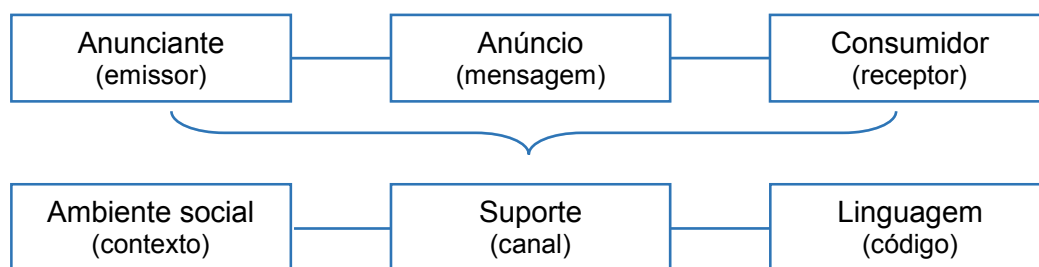 Anunciante
(emissor)
Anúncio
(mensagem)
Consumidor
(receptor)
Ambiente social
(contexto)
Suporte
(canal)
Linguagem
(código)